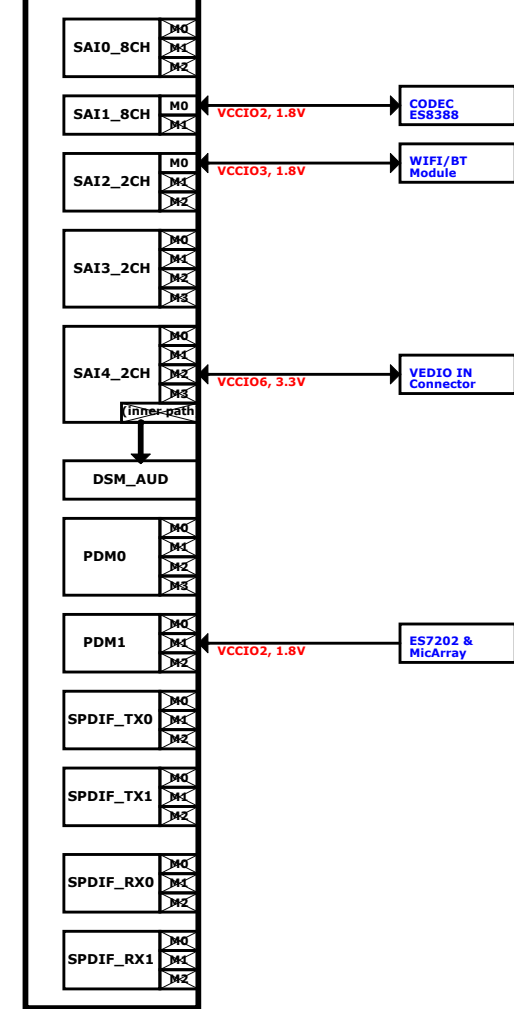 SAI0_8CH
M0
M1
M2
SAI1_8CH
M0
M1
VCCIO2, 1.8V
CODEC
ES8388
SAI2_2CH
M0
M1
M2
VCCIO3, 1.8V
WIFI/BT
Module
SAI3_2CH
M0
M1
M2
M3
SAI4_2CH
M0
M1
M2
M3
(inner path
VCCIO6, 3.3V
VEDIO IN
Connector
DSM_AUD
PDM0
M0
M1
M2
M3
PDM1
M0
M1
M2
VCCIO2, 1.8V
ES7202 &
MicArray
SPDIF_TX0
M0
M1
M2
SPDIF_TX1
M0
M1
M2
SPDIF_RX0
M0
M1
M2
SPDIF_RX1
M0
M1
M2